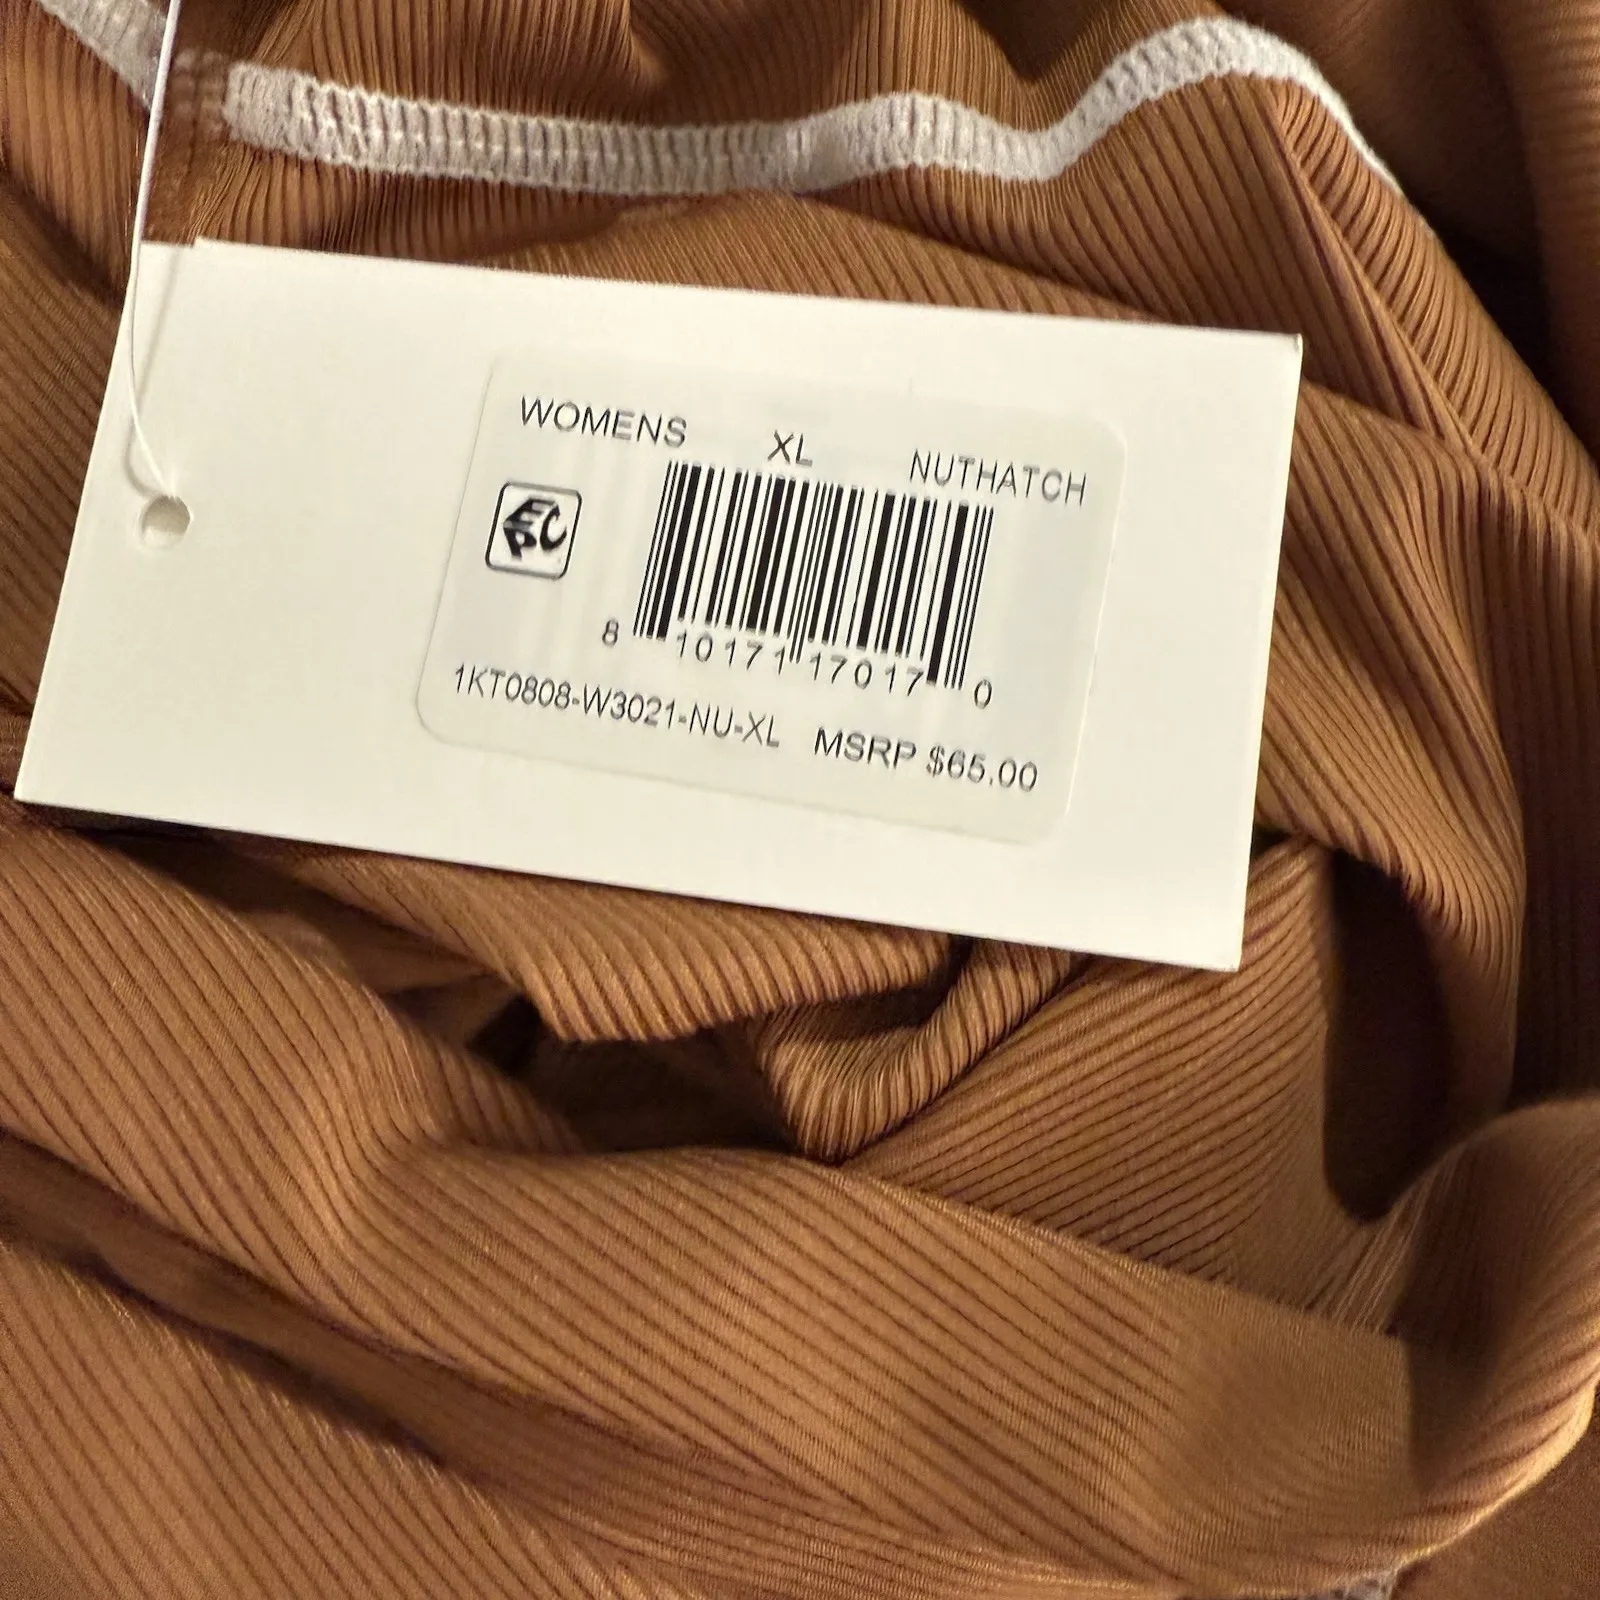 WOMENS XL NUTHATCH
EPC
8 10171 17017 0
1KT0808-W3021-NU-XL MSRP $65.00